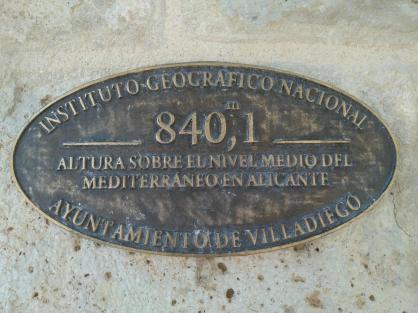 INSTITUTO GEOGRÁFICO NACIONAL
840,1 m
ALTURA SOBRE EL NIVEL MEDIO DEL
MEDITERRÁNEO EN ALICANTE
AYUNTAMIENTO DE VILLADIEGO